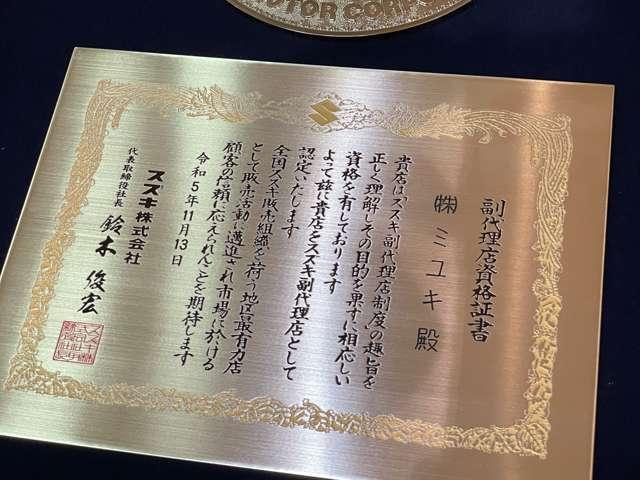 MOTOR CORPO
副代理店資格証書
㈱ミユキ 殿
貴店は「スズキ副代理店制度」の趣旨を
正しく理解しその目的を果すに相応しい
資格を有しております
よって茲に貴店をスズキ副代理店として
認定いたします
全国スズキ販売組織を荷う地区最有力店
として販売活動に邁進され市場に於ける
顧客の信頼に応えられんことを期待します
令和5年11月13日
スズキ株式会社
代表取締役社長 鈴木俊宏